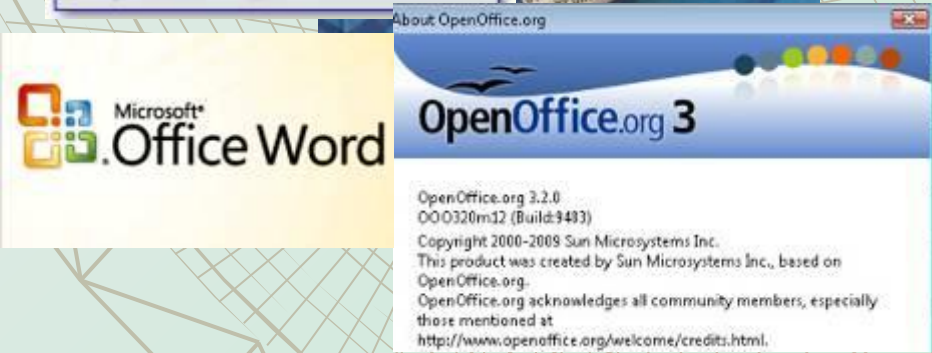 About OpenOffice.org
Microsoft®
Office Word
OpenOffice.org 3
OpenOffice.org 3.2.0
OOO320m12 (Build:9483)
Copyright 2000-2009 Sun Microsystems Inc.
This product was created by Sun Microsystems Inc., based on
OpenOffice.org.
OpenOffice.org acknowledges all community members, especially
those mentioned at
http://www.openoffice.org/welcome/credits.html.